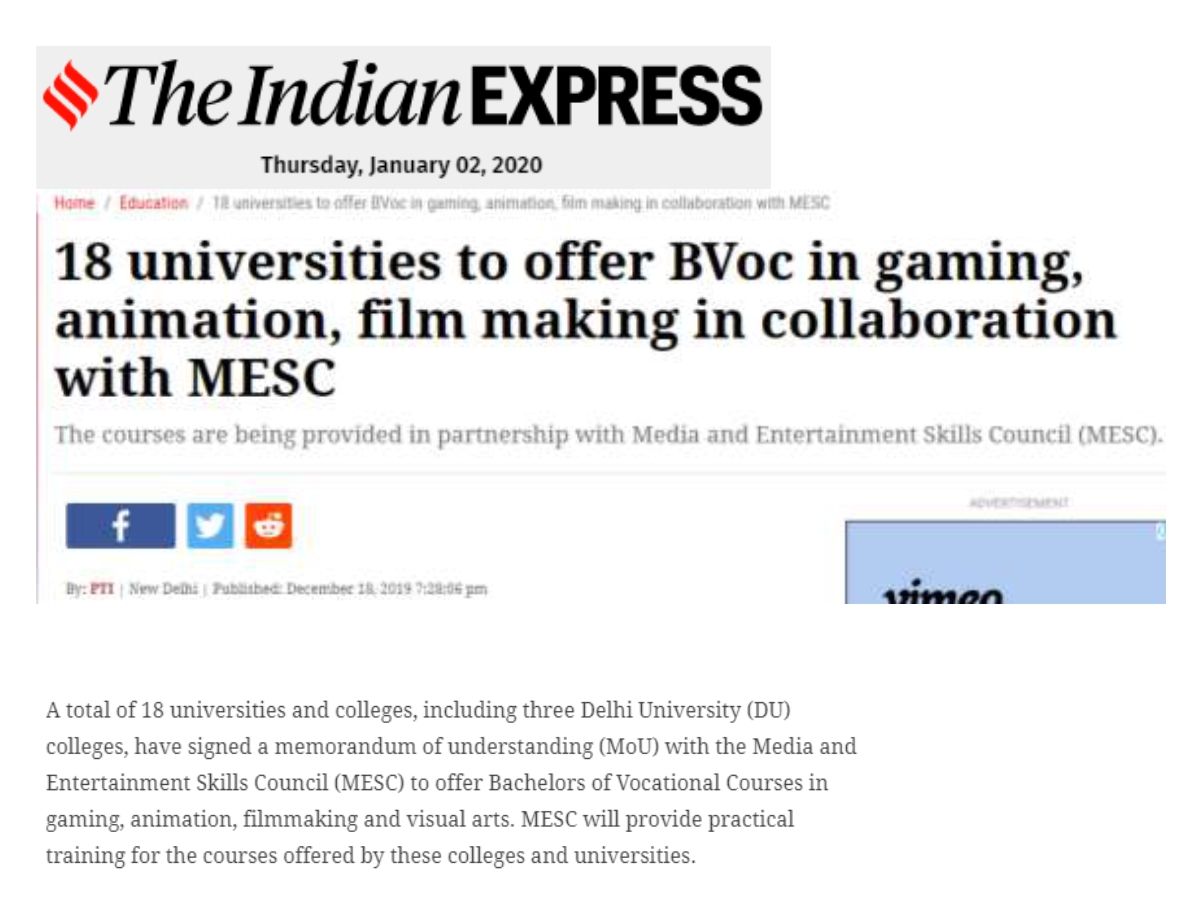 The Indian EXPRESS
Thursday, January 02, 2020
Home / Education / 18 universities to offer BVoc in gaming, animation, film making in collaboration with MESC
18 universities to offer BVoc in gaming,
animation, film making in collaboration
with MESC
The courses are being provided in partnership with Media and Entertainment Skills Council (MESC).
ADVERTISEMENT
By: PTI | New Delhi | Published: December 18, 2019 7:28:06 pm
vimeo
A total of 18 universities and colleges, including three Delhi University (DU)
colleges, have signed a memorandum of understanding (MoU) with the Media and
Entertainment Skills Council (MESC) to offer Bachelors of Vocational Courses in
gaming, animation, filmmaking and visual arts. MESC will provide practical
training for the courses offered by these colleges and universities.